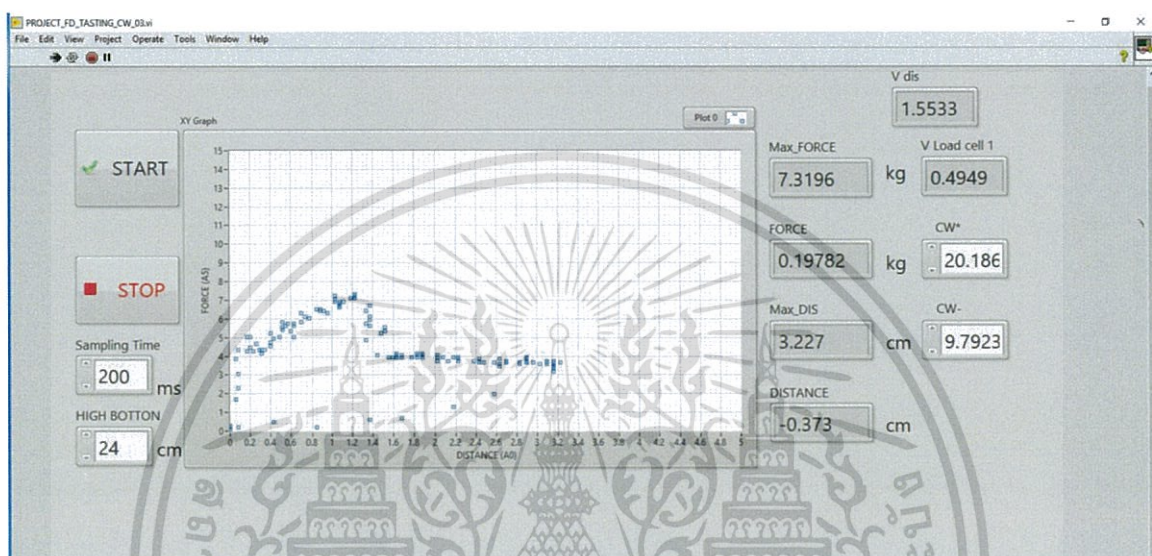 PROJECT_FD_TASTING_CW_03.vi
File Edit View Project Operate Tools Window Help
START
STOP
Sampling Time
200 ms
HIGH BOTTON
24 cm
XY Graph
Plot 0
FORCE (A5)
15
14
13
12
11
10
9
8
7
6
5
4
3
2
1
0
0 0.2 0.4 0.6 0.8 1 1.2 1.4 1.6 1.8 2 2.2 2.4 2.6 2.8 3 3.2 3.4 3.6 3.8 4 4.2 4.4 4.6 4.8 5
DISTANCE (A0)
V dis
1.5533
Max_FORCE
7.3196 kg
V Load cell 1
0.4949
FORCE
0.19782 kg
CW*
20.186
Max_DIS
3.227 cm
CW-
9.7923
DISTANCE
-0.373 cm